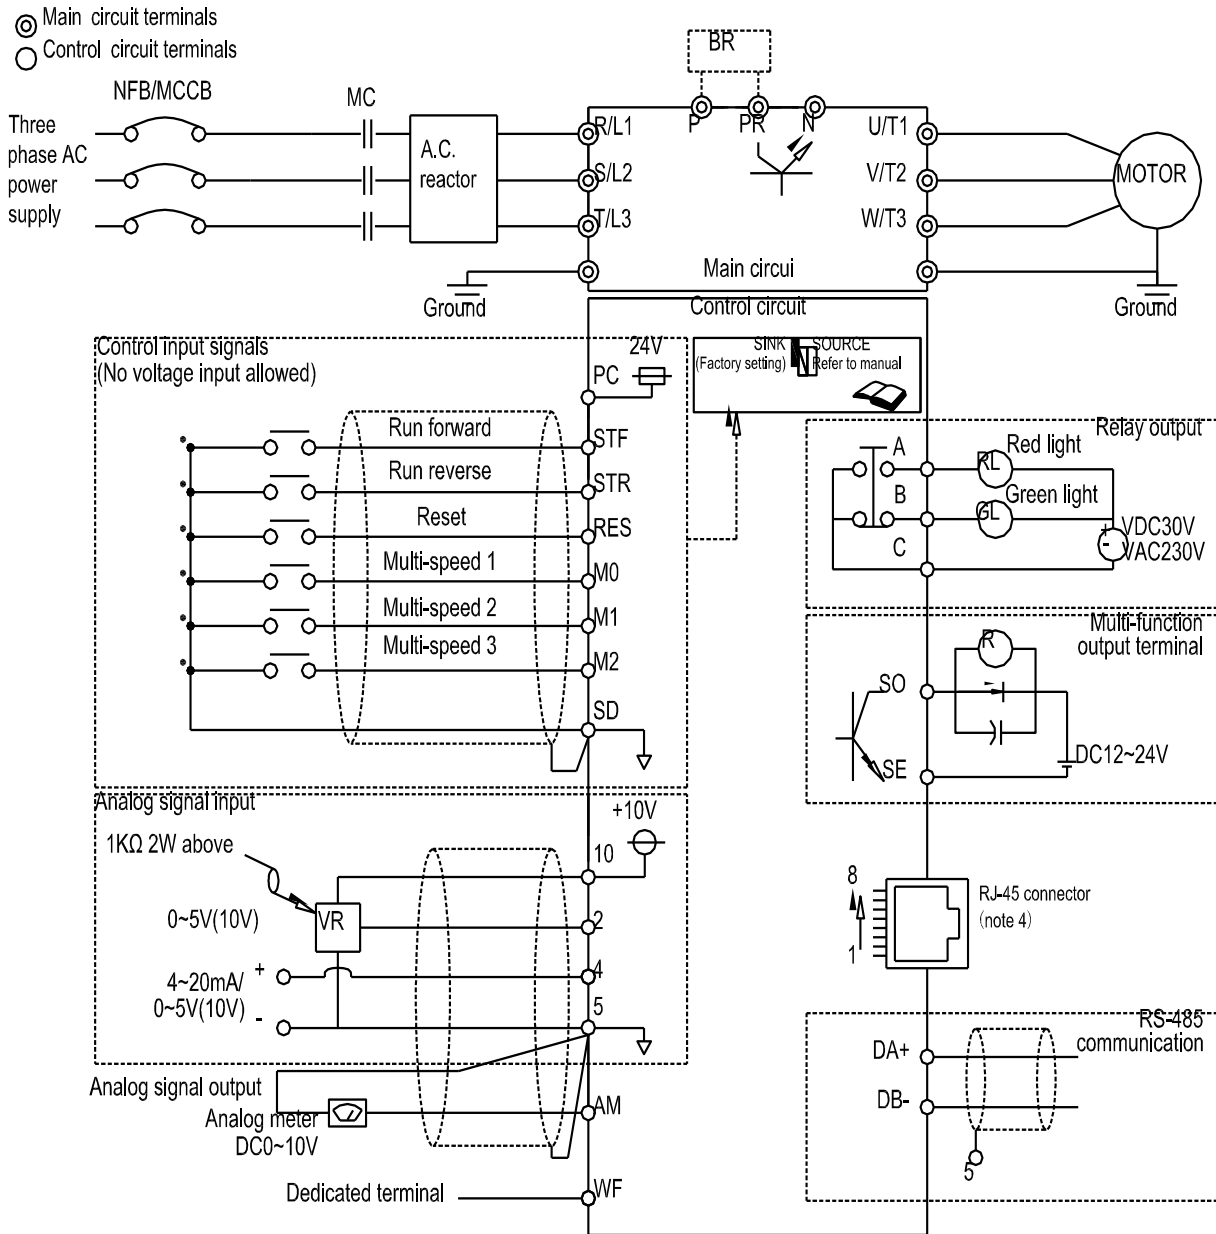 Main circuit terminals
Control circuit terminals
NFB/MCCB
MC
Three
phase AC
power
supply
A.C.
reactor
BR
P
PR
N
R/L1
S/L2
T/L3
U/T1
V/T2
W/T3
MOTOR
Main circui
Ground
Ground
Control circuit
Control input signals
(No voltage input allowed)
24V
PC
SINK
SOURCE
(Factory setting)
Refer to manual
Run forward
STF
Run reverse
STR
Reset
RES
Multi-speed 1
M0
Multi-speed 2
M1
Multi-speed 3
M2
SD
Relay output
A
Red light
RL
B
Green light
GL
C
+
-
VDC30V
VAC230V
Multi-function
output terminal
R
SO
SE
DC12~24V
Analog signal input
+10V
1KΩ 2W above
10
0~5V(10V)
VR
2
+
4~20mA/
4
0~5V(10V)
-
5
8
1
RJ-45 connector
(note 4)
RS-485
communication
DA+
DB-
5
Analog signal output
Analog meter
DC0~10V
AM
Dedicated terminal
WF